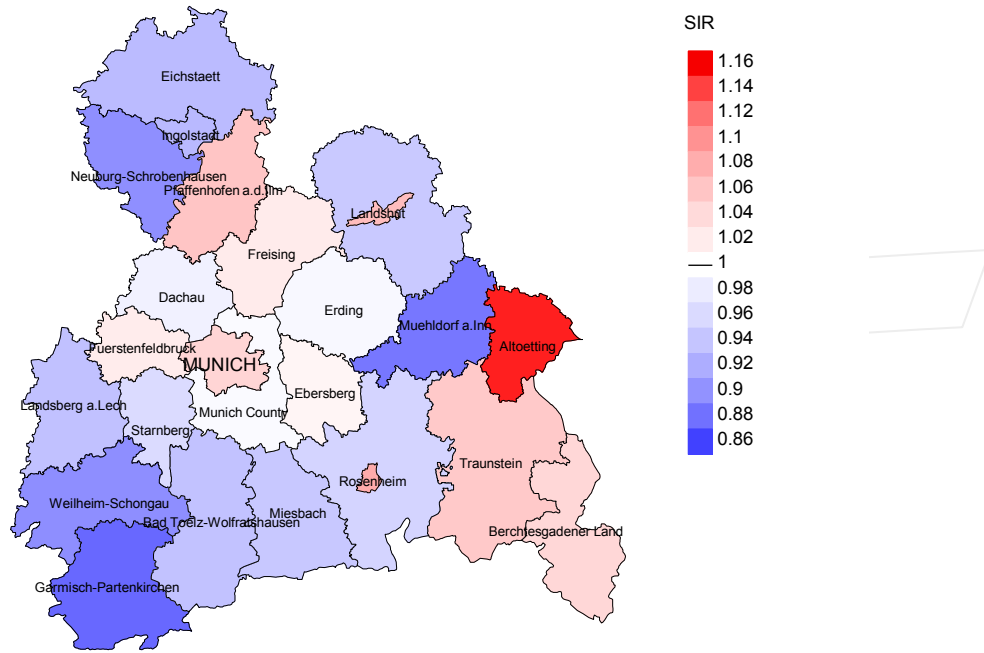 SIR
1.16
1.14
1.12
1.1
1.08
1.06
1.04
1.02
1
0.98
0.96
0.94
0.92
0.9
0.88
0.86
Eichstaett
Ingolstadt
Neuburg-Schrobenhausen
Pfaffenhofen a.d.Ilm
Landshut
Freising
Dachau
Erding
Muehldorf a.Inn
Altoetting
Fuerstenfeldbruck
MUNICH
Ebersberg
Landsberg a.Lech
Munich County
Starnberg
Traunstein
Rosenheim
Weilheim-Schongau
Miesbach
Bad Toelz-Wolfratshausen
Berchtesgadener Land
Garmisch-Partenkirchen